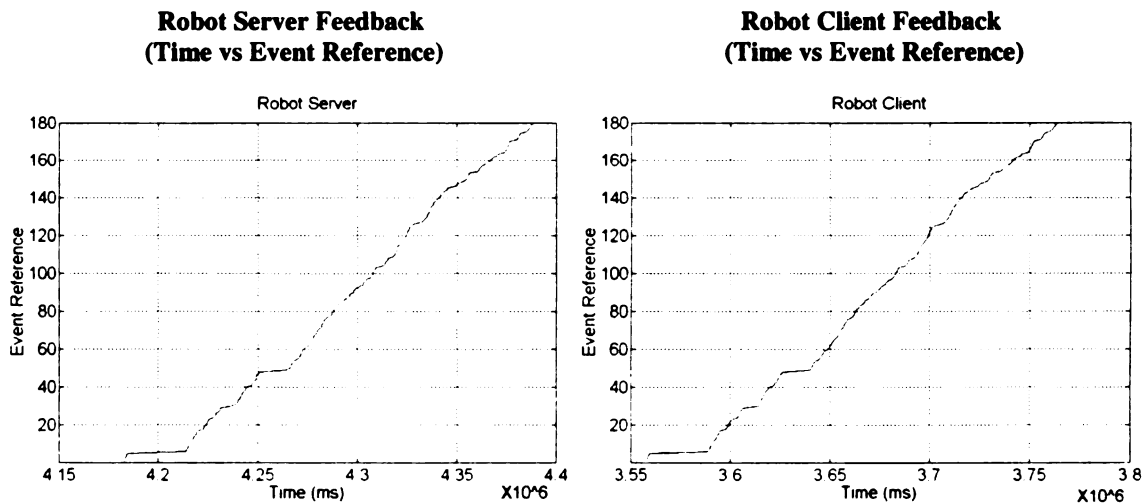 Robot Server Feedback
(Time vs Event Reference)
Robot Server
180
160
140
120
100
80
60
40
20
Event Reference
4 15
4.2
4.25
4.3
4.35
4 4
Time (ms)
X10^6
Robot Client Feedback
(Time vs Event Reference)
Robot Client
180
160
140
120
100
80
60
40
20
Event Reference
3.55
3.6
3.65
3.7
3.75
3.8
Time (ms)
X10^6